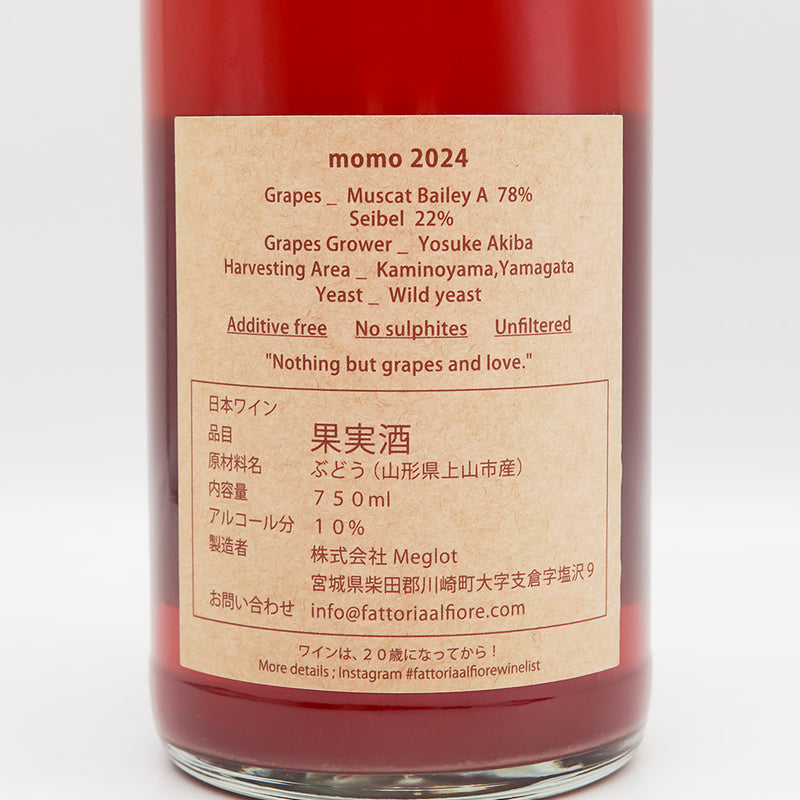 momo 2024
Grapes _ Muscat Bailey A 78%
Seibel 22%
Grapes Grower _ Yosuke Akiba
Harvesting Area _ Kaminoyama,Yamagata
Yeast _ Wild yeast
Additive free No sulphites Unfiltered
"Nothing but grapes and love."
日本ワイン
品目 果実酒
原材料名 ぶどう（山形県上山市産）
内容量 ７５０ml
アルコール分 １０%
製造者 株式会社 Meglot
宮城県柴田郡川崎町大字支倉字塩沢９
お問い合わせ info@fattoriaalfiore.com
ワインは、２０歳になってから！
More details ; Instagram #fattoriaalfiorewinelist